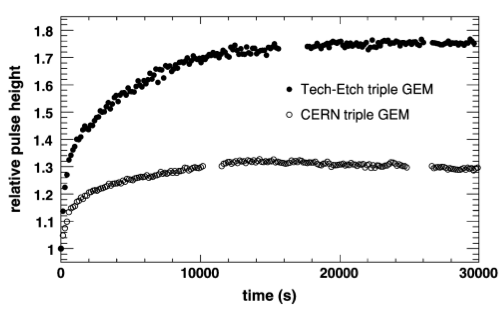 relative pulse height
1.8
1.7
1.6
1.5
1.4
1.3
1.2
1.1
1
Tech-Etch triple GEM
CERN triple GEM
0 10000 20000 30000
time (s)